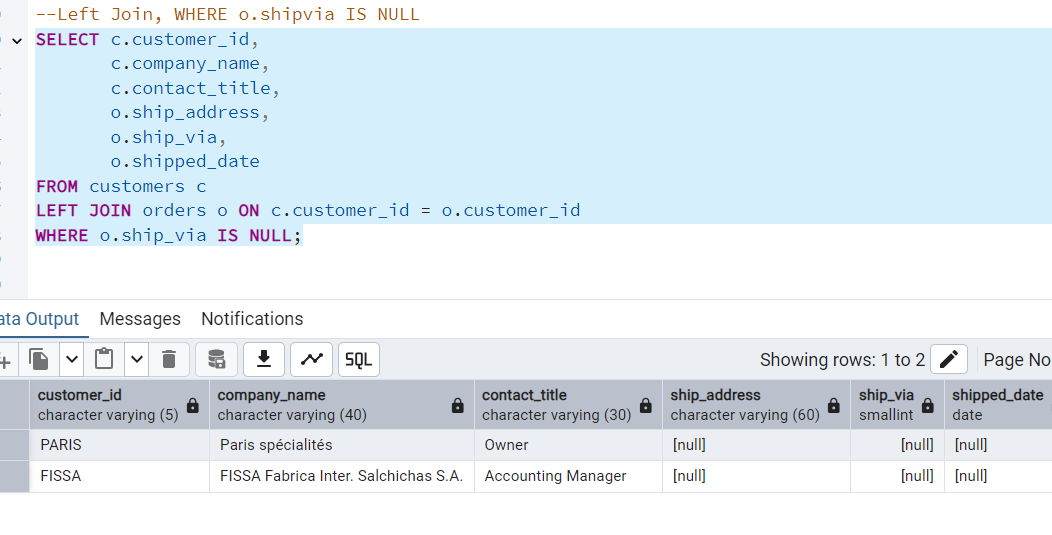 --Left Join, WHERE o.shipvia IS NULL
SELECT c.customer_id,
c.company_name,
c.contact_title,
o.ship_address,
o.ship_via,
o.shipped_date
FROM customers c
LEFT JOIN orders o ON c.customer_id = o.customer_id
WHERE o.ship_via IS NULL;
ata Output Messages Notifications
SQL Showing rows: 1 to 2 Page No
customer_id company_name contact_title ship_address ship_via shipped_date
character varying (5) character varying (40) character varying (30) character varying (60) smallint date
PARIS Paris spécialités Owner [null] [null] [null]
FISSA FISSA Fabrica Inter. Salchichas S.A. Accounting Manager [null] [null] [null]